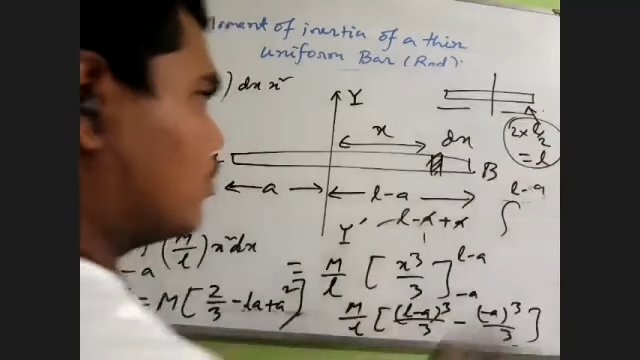 Moment of inertia of a thin
uniform Bar (Rod).
) dx x²
Y
x
dx
2x l/2
= l
B
a
l-a
Y'
l-a+a
l-a
∫
-a
(M/l) x² dx
= M/l [x³/3]
l-a
-a
= M [2/3 - la + a²]
M/l [(l-a)³/3 - (-a)³/3]